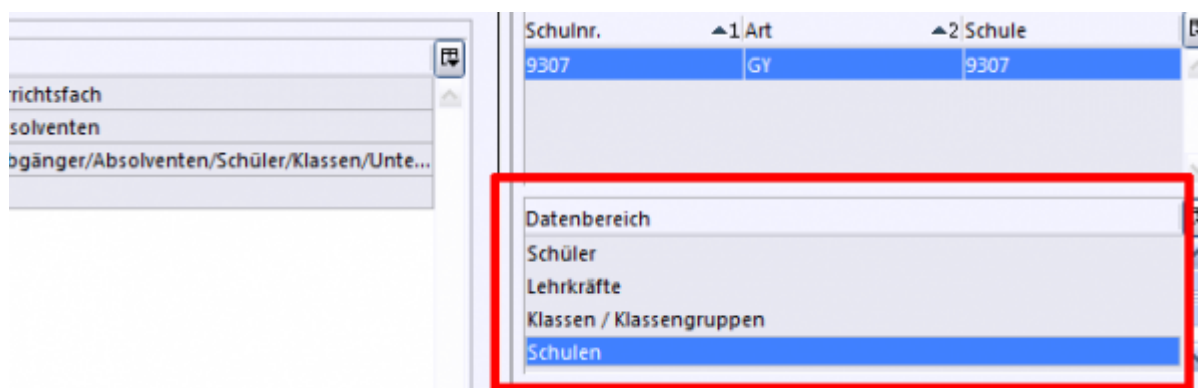 Schulnr. 1 Art 2 Schule
9307 GY 9307
richtsfach
solventen
gänger/Absolventen/Schüler/Klassen/Unte...
Datenbereich
Schüler
Lehrkräfte
Klassen / Klassengruppen
Schulen